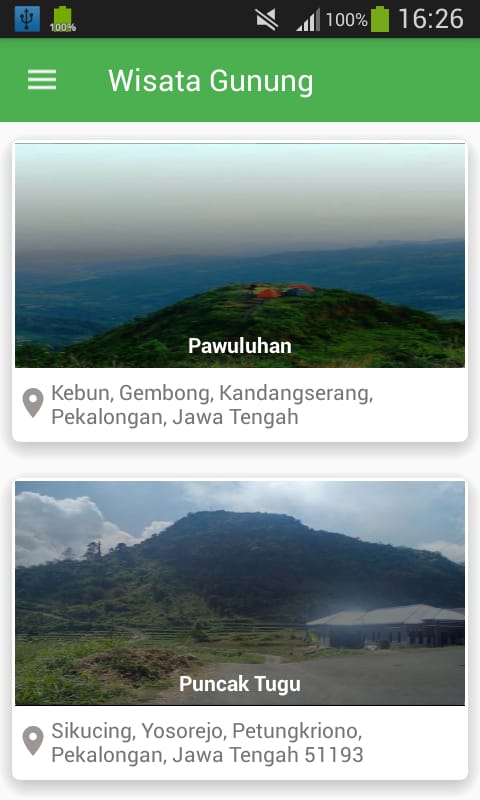 100%
100%
16:26
Wisata Gunung
Pawuluhan
Kebun, Gembong, Kandangserang,
Pekalongan, Jawa Tengah
Puncak Tugu
Sikucing, Yosorejo, Petungkriono,
Pekalongan, Jawa Tengah 51193